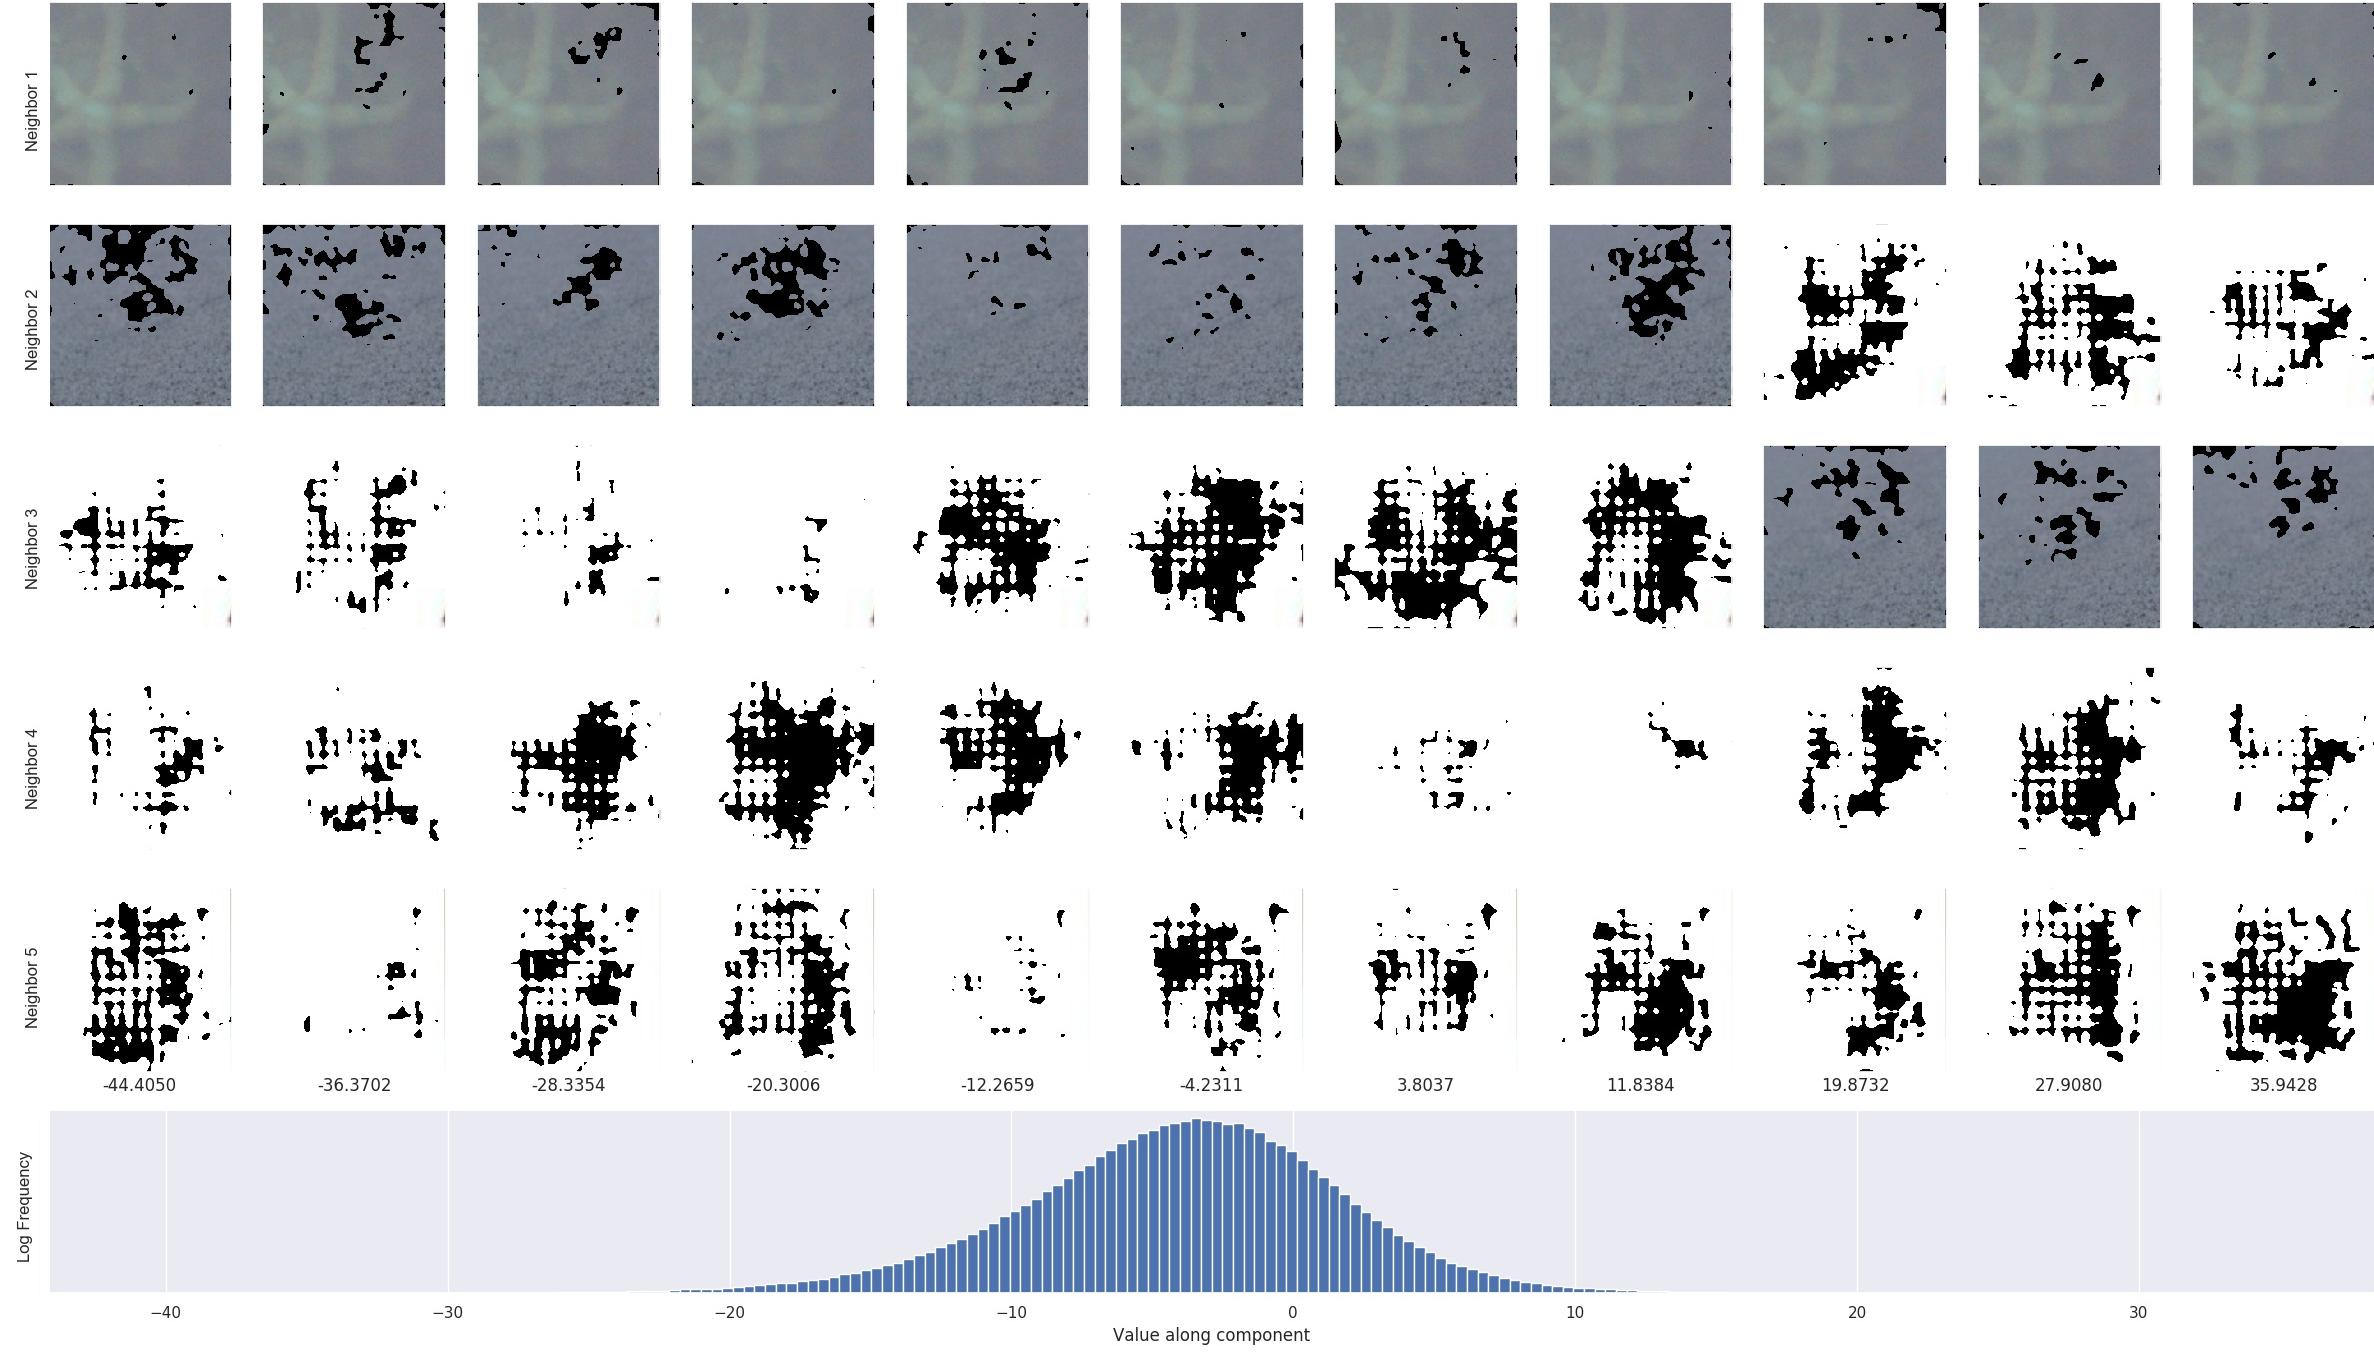 Neighbor 1
Neighbor 2
Neighbor 3
Neighbor 4
Neighbor 5
-44.4050 -36.3702 -28.3354 -20.3006 -12.2659 -4.2311 3.8037 11.8384 19.8732 27.9080 35.9428
Log Frequency
−40 −30 −20 −10 0 10 20 30
Value along component